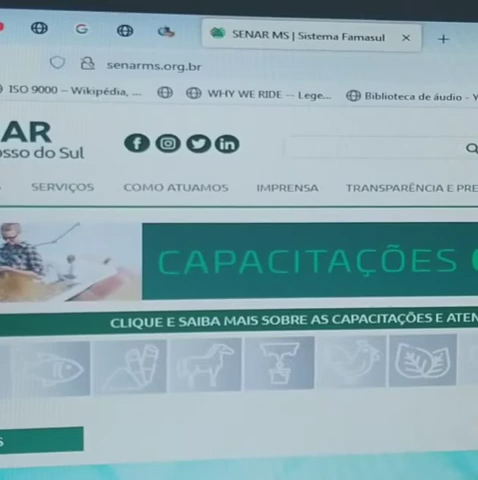 SENAR MS | Sistema Famasul
senarms.org.br
ISO 9000 – Wikipédia, ...
WHY WE RIDE -- Lege...
Biblioteca de áudio - Y
NAR
osso do Sul
SERVIÇOS
COMO ATUAMOS
IMPRENSA
TRANSPARÊNCIA E PRE
CAPACITAÇÕES
CLIQUE E SAIBA MAIS SOBRE AS CAPACITAÇÕES E ATEN
S